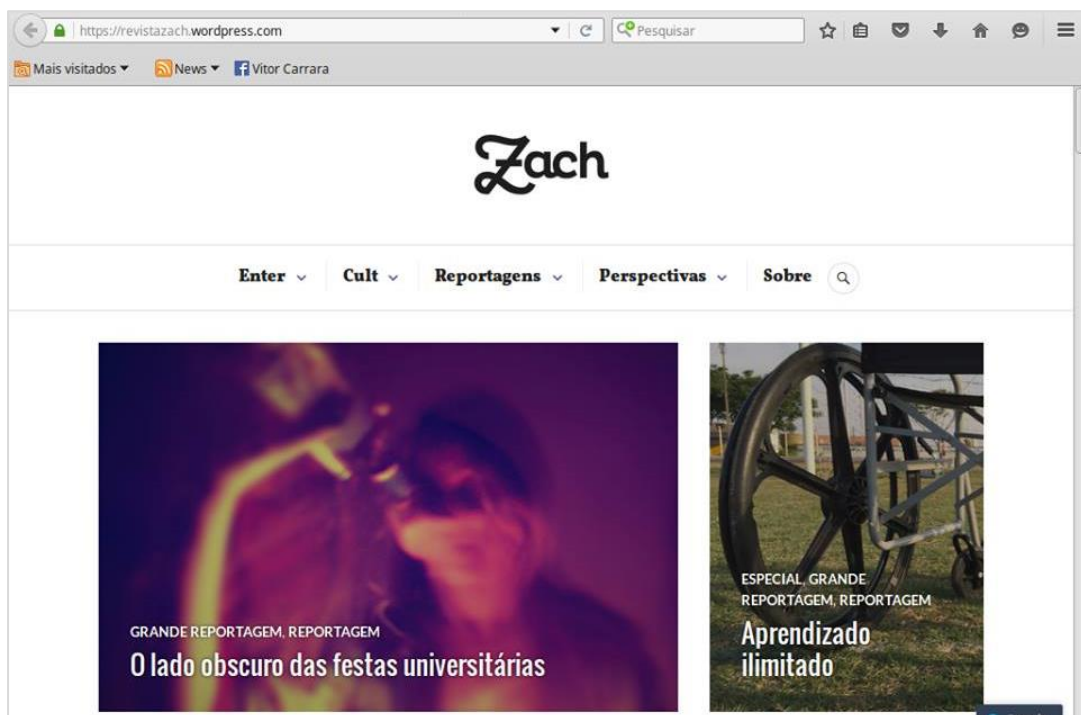 https://revistazach.wordpress.com
Pesquisar
Mais visitados
News
Vitor Carrara
Zach
Enter
Cult
Reportagens
Perspectivas
Sobre
GRANDE REPORTAGEM, REPORTAGEM
O lado obscuro das festas universitárias
ESPECIAL, GRANDE
REPORTAGEM, REPORTAGEM
Aprendizado
ilimitado